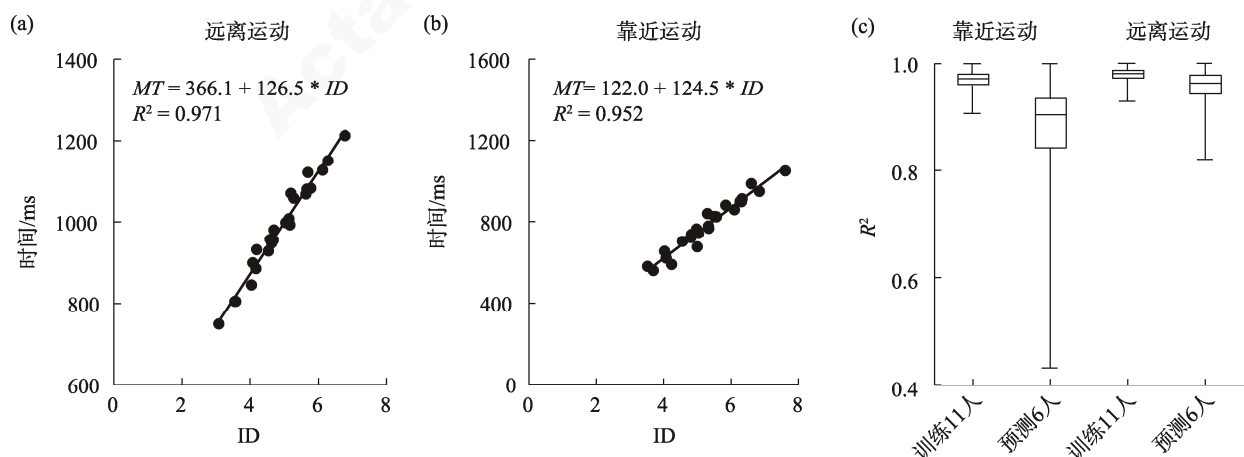 (a)
远离运动
1400
1200
1000
800
600
时间/ms
MT = 366.1 + 126.5 * ID
R² = 0.971
0 2 4 6 8
ID
Acta
(b)
靠近运动
1600
1200
800
400
0
时间/ms
MT= 122.0 + 124.5 * ID
R² = 0.952
0 2 4 6 8
ID
(c)
靠近运动 远离运动
1.0
0.8
0.6
0.4
R²
训练11人 预测6人 训练11人 预测6人